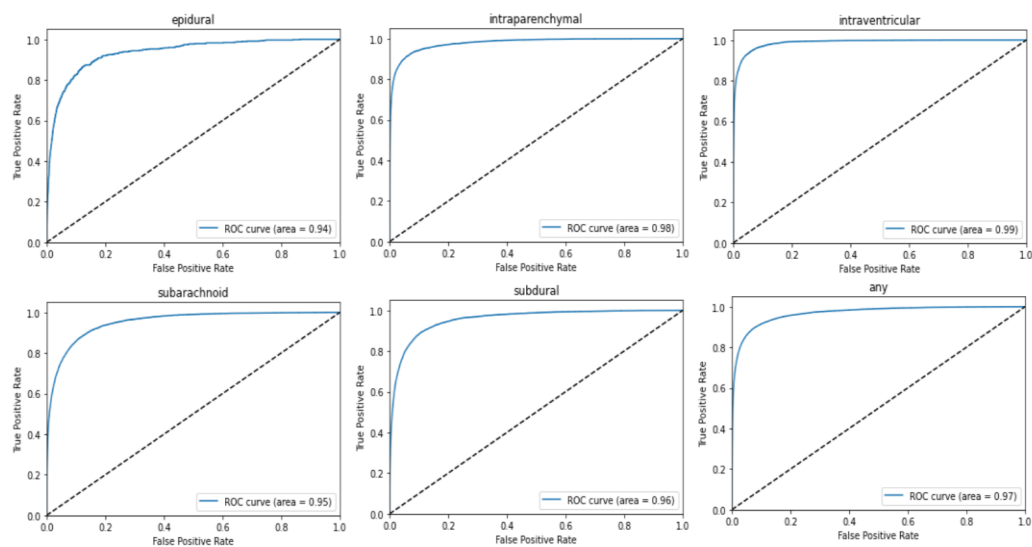 epidural
1.0
0.8
0.6
0.4
0.2
0.0
True Positive Rate
ROC curve (area = 0.94)
0.0 0.2 0.4 0.6 0.8 1.0
False Positive Rate
intraparenchymal
1.0
0.8
0.6
0.4
0.2
0.0
True Positive Rate
ROC curve (area = 0.98)
0.0 0.2 0.4 0.6 0.8 1.0
False Positive Rate
intraventricular
1.0
0.8
0.6
0.4
0.2
0.0
True Positive Rate
ROC curve (area = 0.99)
0.0 0.2 0.4 0.6 0.8 1.0
False Positive Rate
subarachnoid
1.0
0.8
0.6
0.4
0.2
0.0
True Positive Rate
ROC curve (area = 0.95)
0.0 0.2 0.4 0.6 0.8 1.0
False Positive Rate
subdural
1.0
0.8
0.6
0.4
0.2
0.0
True Positive Rate
ROC curve (area = 0.96)
0.0 0.2 0.4 0.6 0.8 1.0
False Positive Rate
any
1.0
0.8
0.6
0.4
0.2
0.0
True Positive Rate
ROC curve (area = 0.97)
0.0 0.2 0.4 0.6 0.8 1.0
False Positive Rate